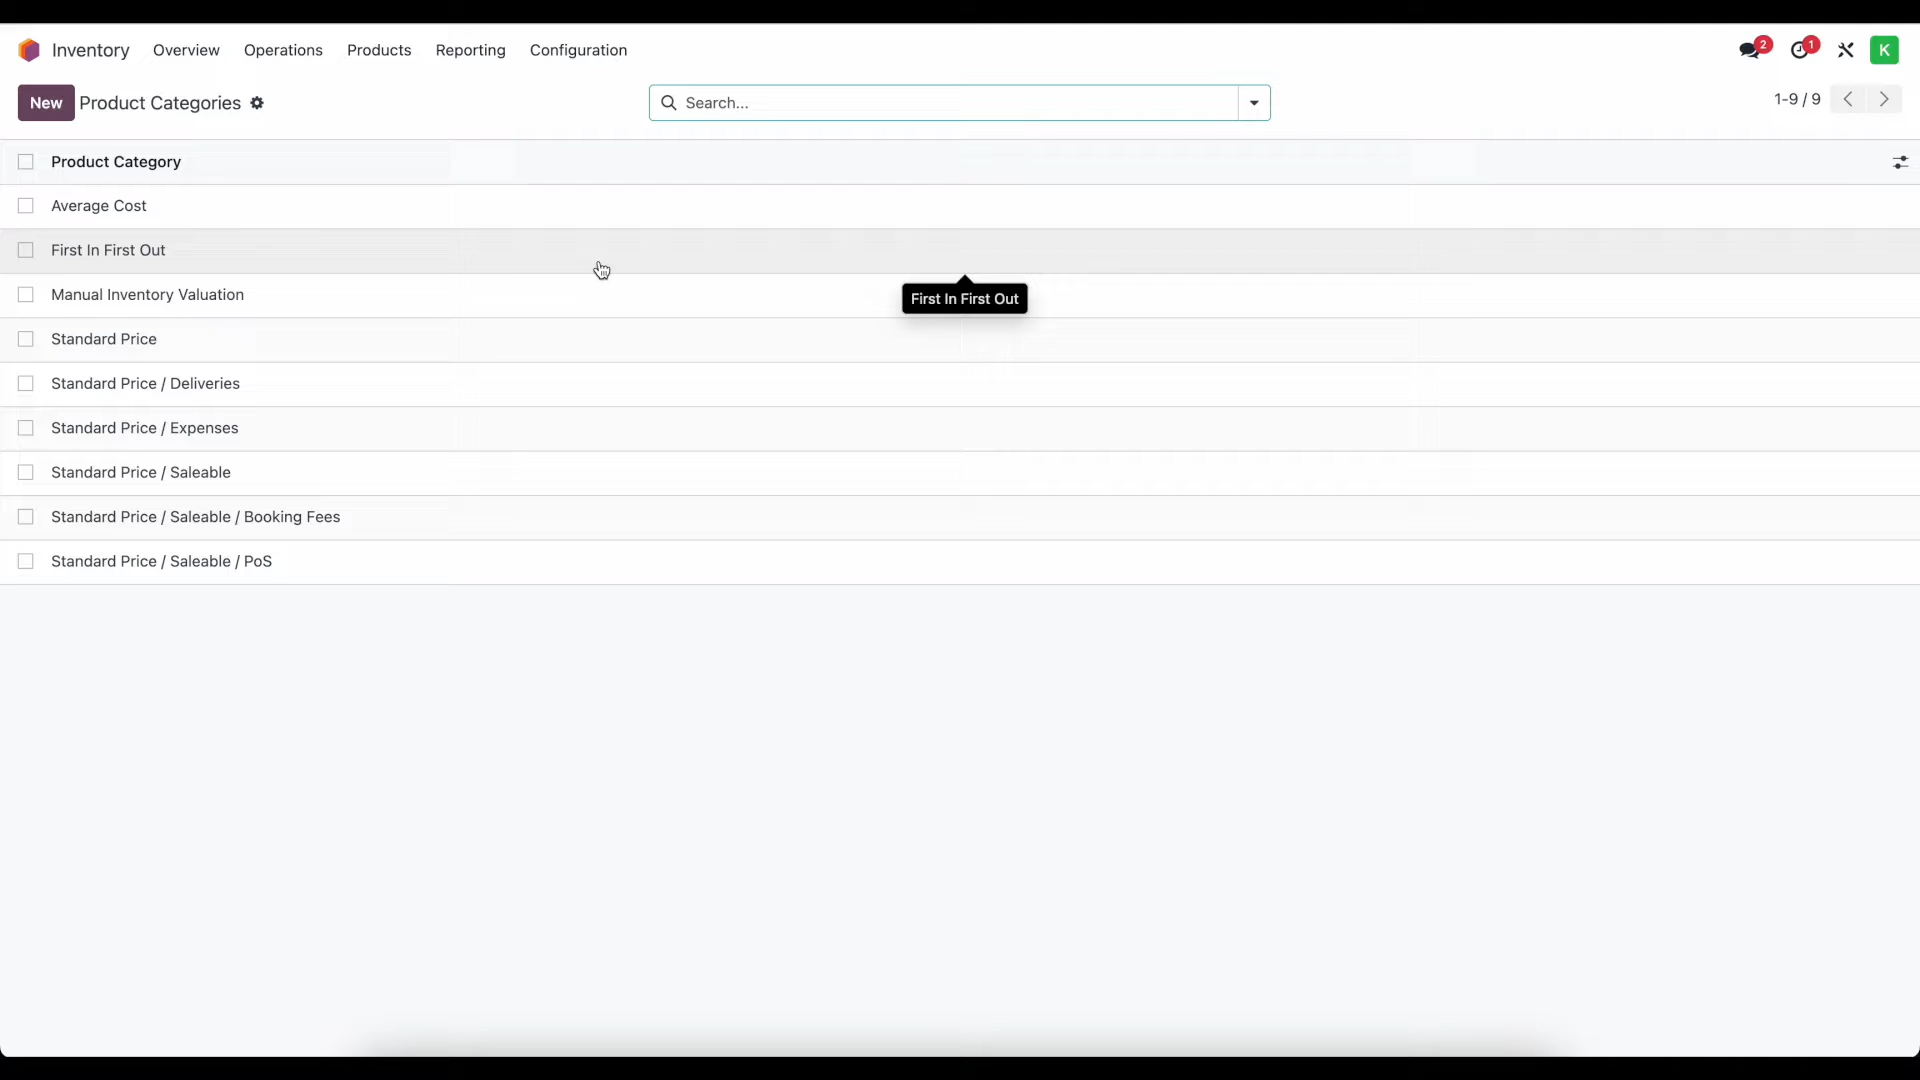 Inventory Overview Operations Products Reporting Configuration 2 1 K
New Product Categories Search... 1-9 / 9
Product Category
Average Cost
First In First Out
Manual Inventory Valuation
First In First Out
Standard Price
Standard Price / Deliveries
Standard Price / Expenses
Standard Price / Saleable
Standard Price / Saleable / Booking Fees
Standard Price / Saleable / PoS